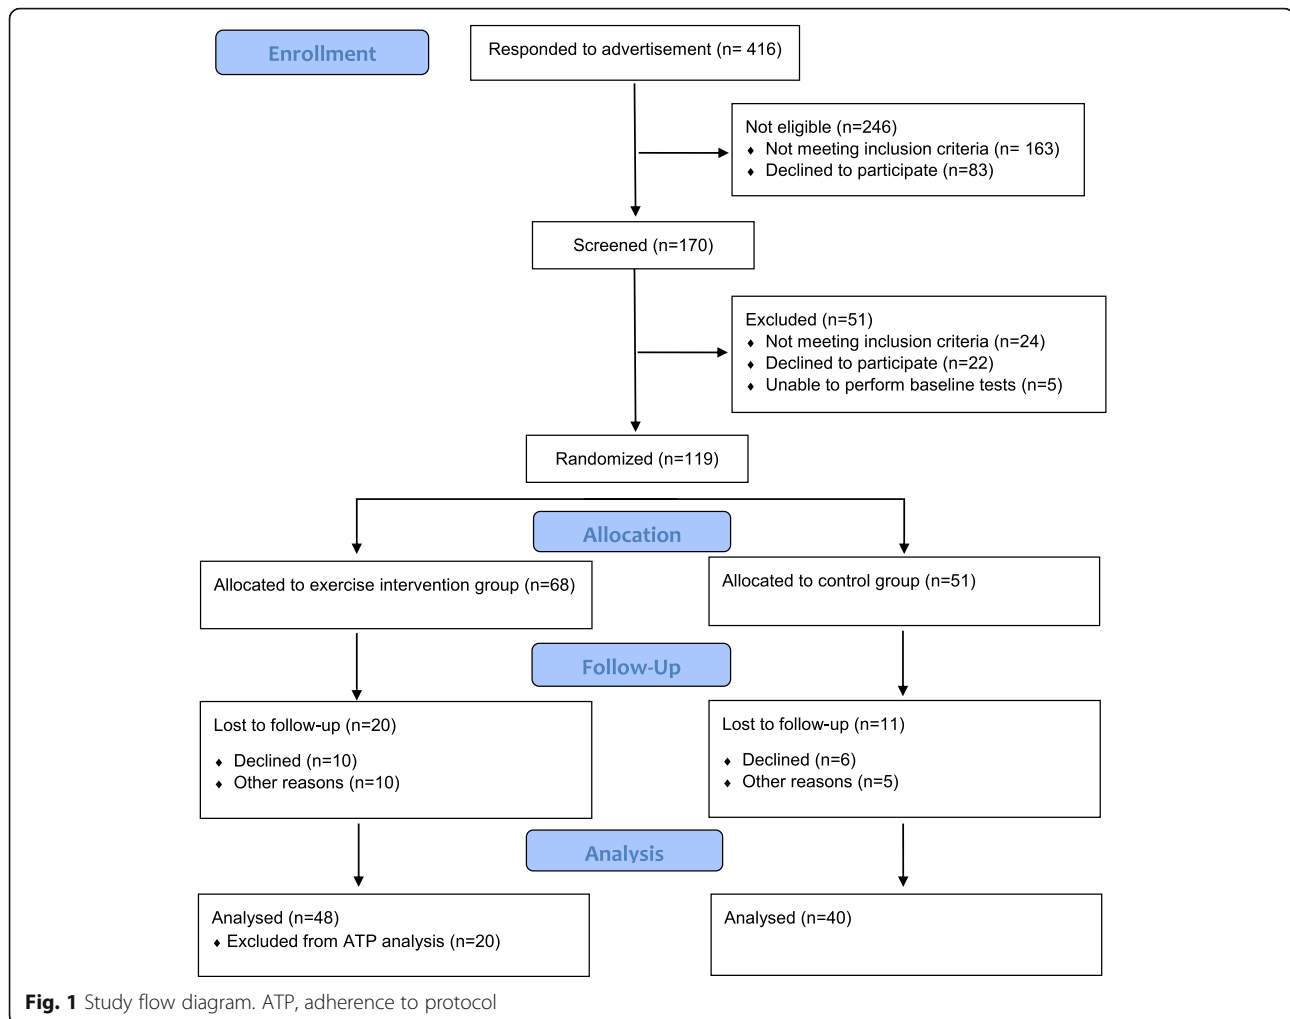 Enrollment
Responded to advertisement (n= 416)
Not eligible (n=246)
♦ Not meeting inclusion criteria (n= 163)
♦ Declined to participate (n=83)
Screened (n=170)
Excluded (n=51)
♦ Not meeting inclusion criteria (n=24)
♦ Declined to participate (n=22)
♦ Unable to perform baseline tests (n=5)
Randomized (n=119)
Allocation
Allocated to exercise intervention group (n=68)
Allocated to control group (n=51)
Follow-Up
Lost to follow-up (n=20)
♦ Declined (n=10)
♦ Other reasons (n=10)
Lost to follow-up (n=11)
♦ Declined (n=6)
♦ Other reasons (n=5)
Analysis
Analysed (n=48)
♦ Excluded from ATP analysis (n=20)
Analysed (n=40)
Fig. 1 Study flow diagram. ATP, adherence to protocol